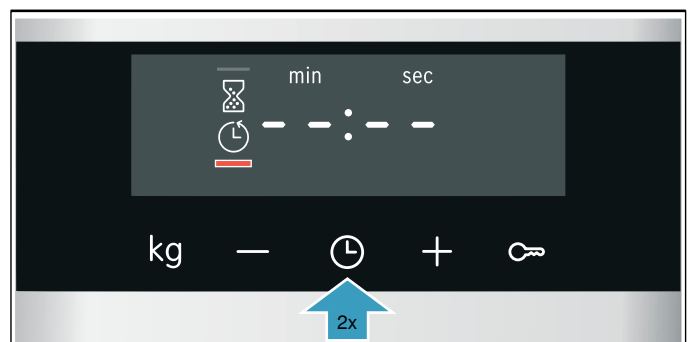 min sec
--:--
kg − +
2x